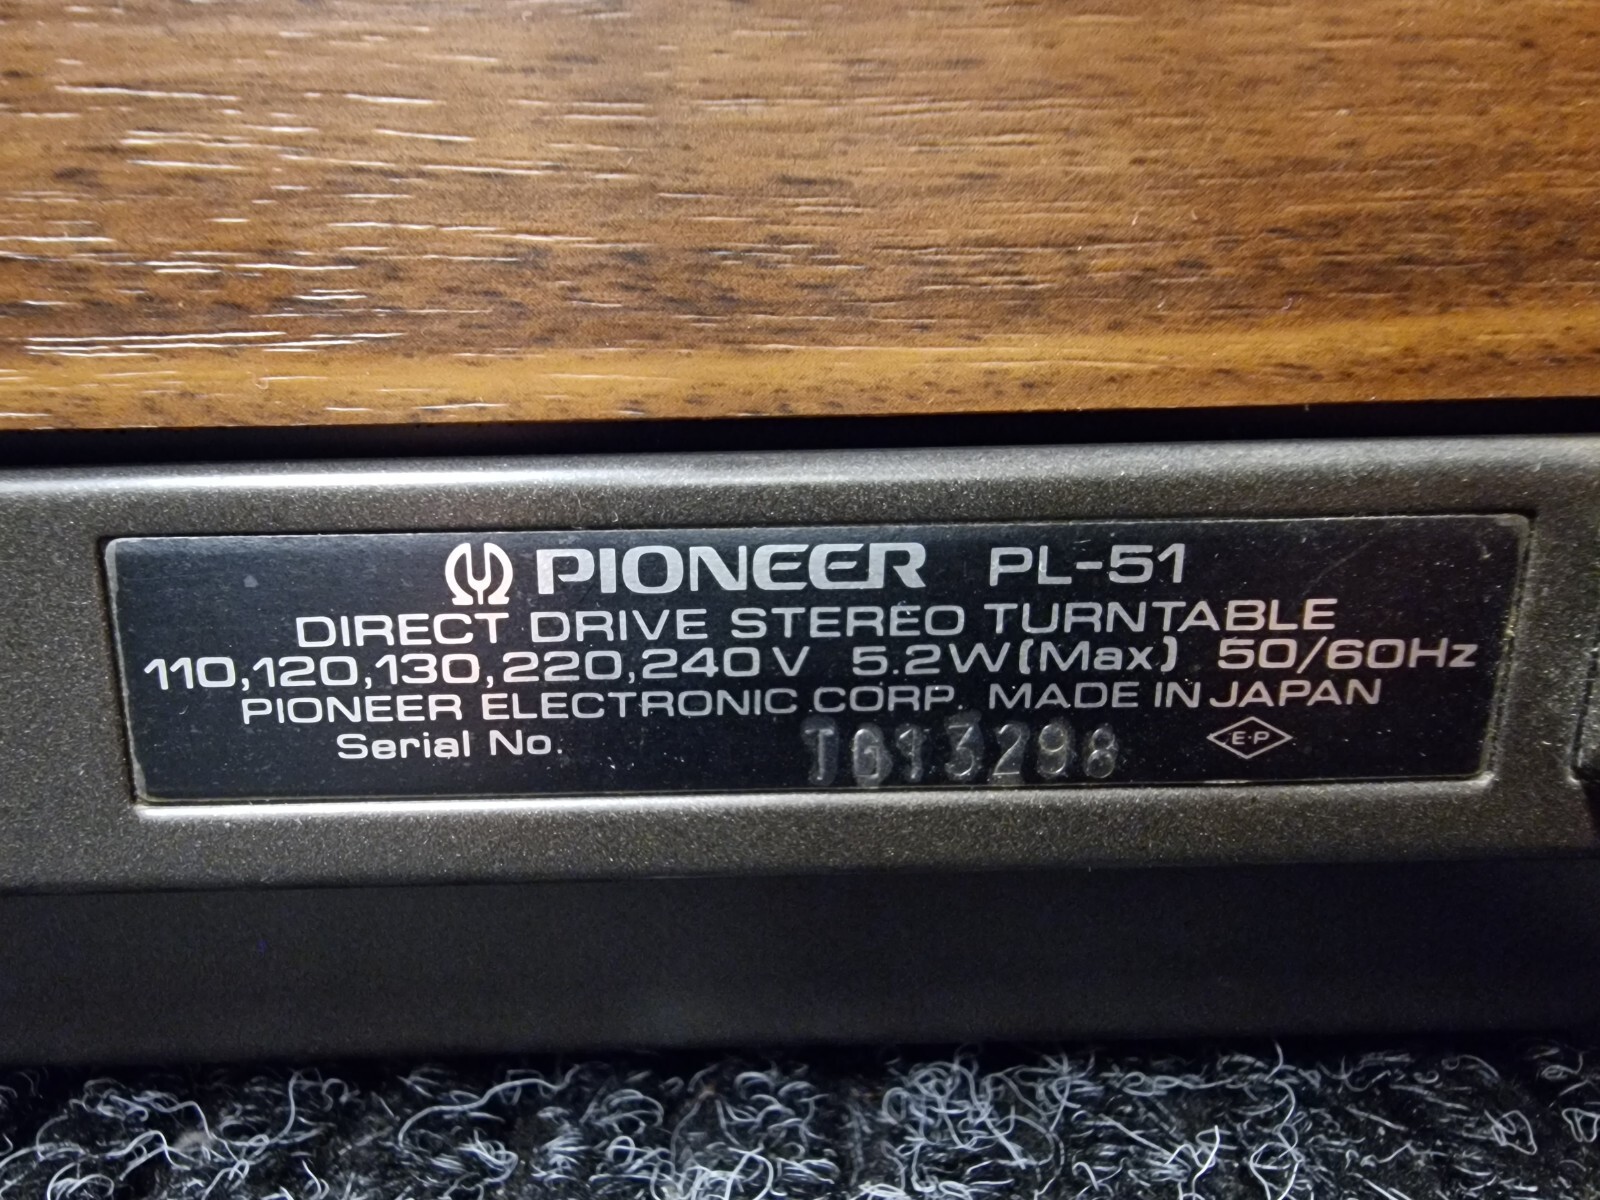 PIONEER PL-51
DIRECT DRIVE STEREO TURNTABLE
110,120,130,220,240V 5.2W(Max) 50/60Hz
PIONEER ELECTRONIC CORP. MADE IN JAPAN
Serial No. TG13298 E·P